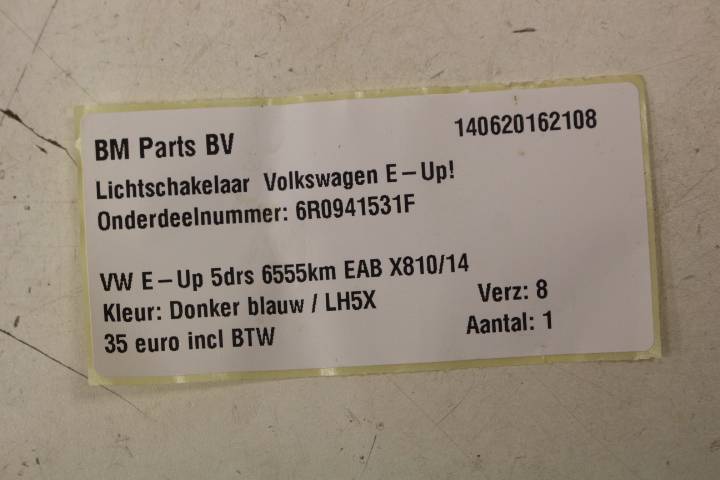 BM Parts BV 140620162108
Lichtschakelaar Volkswagen E-Up!
Onderdeelnummer: 6R0941531F
VW E-Up 5drs 6555km EAB X810/14
Kleur: Donker blauw / LH5X Verz: 8
35 euro incl BTW Aantal: 1